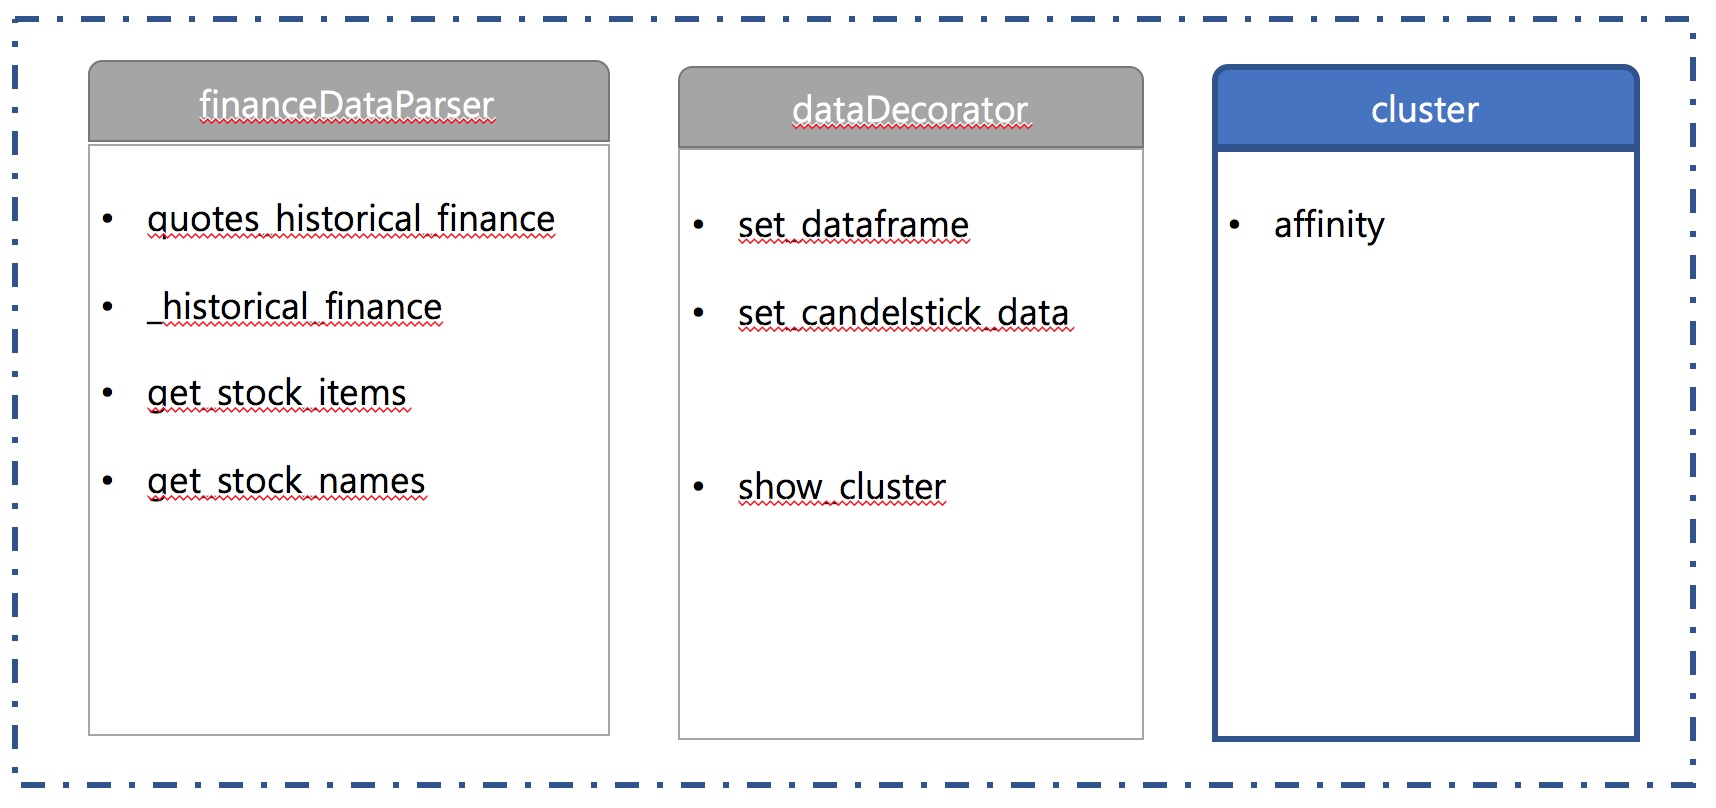 financeDataParser
• quotes_historical_finance
• _historical_finance
• get_stock_items
• get_stock_names
dataDecorator
• set_dataframe
• set_candelstick_data
• show_cluster
cluster
• affinity